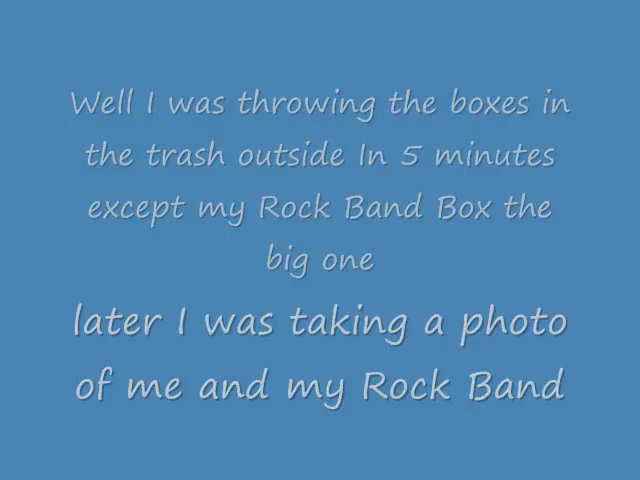 Well I was throwing the boxes in
the trash outside In 5 minutes
except my Rock Band Box the
big one
later I was taking a photo
of me and my Rock Band